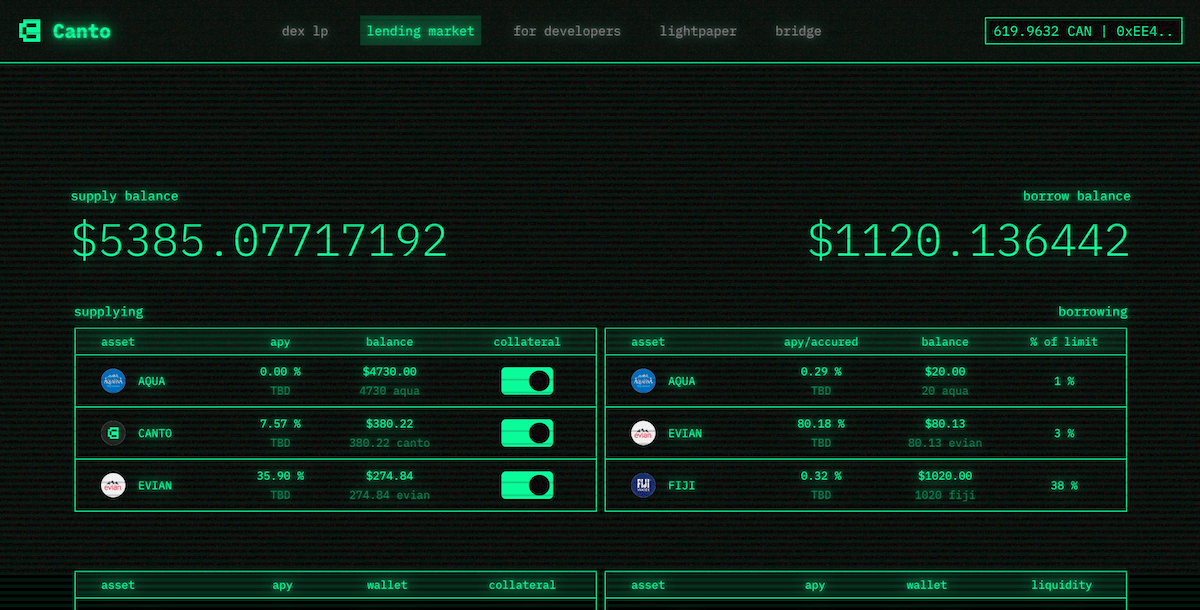 Canto dex lp lending market for developers lightpaper bridge 619.9632 CAN | 0xEE4..
supply balance borrow balance
$5385.07717192 $1120.136442
supplying borrowing
asset apy balance collateral asset apy/accured balance % of limit
0.00 % $4730.00 0.29 % $20.00
AQUA AQUA 1 %
TBD 4730 aqua TBD 20 aqua
7.57 % $380.22 80.18 % $80.13
CANTO evian EVIAN 3 %
TBD 380.22 canto TBD 80.13 evian
35.90 % $274.84 0.32 % $1020.00
evian EVIAN FIJI FIJI 38 %
TBD 274.84 evian TBD 1020 fiji
asset apy wallet collateral asset apy wallet liquidity